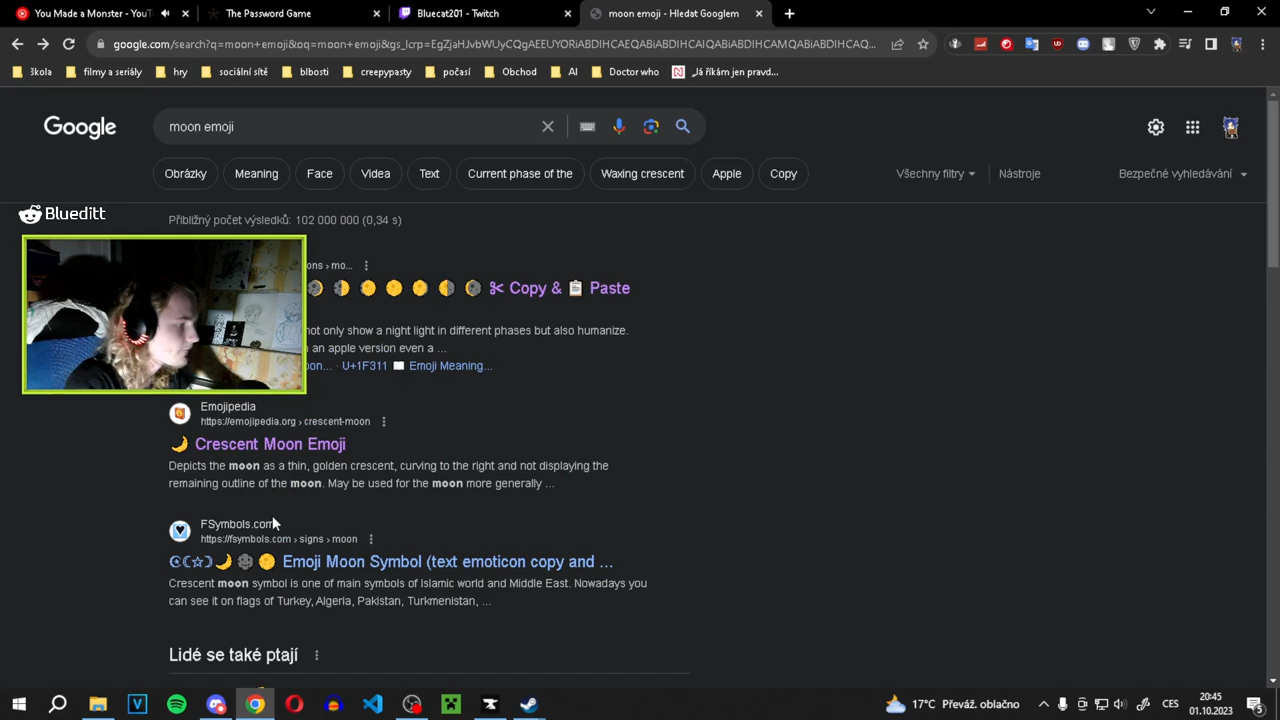 You Made a Monster - YouT
The Password Game
Bluecat201 - Twitch
moon emoji - Hledat Googlem
google.com/search?q=moon+emoji&oq=moon+emoji&gs_lcrp=EgZjaHJvbWUyCQgAEEUYORiABDIHCAEQABiABDIHCAIQABiABDIHCAMQABiABDIHCAQ...
škola
filmy a seriály
hry
sociální sítě
blbosti
creepypasty
počasí
Obchod
AI
Doctor who
„Já říkám jen pravd...
Google
moon emoji
Obrázky
Meaning
Face
Videa
Text
Current phase of the
Waxing crescent
Apple
Copy
Všechny filtry
Nástroje
Bezpečné vyhledávání
Blueditt
Přibližný počet výsledků: 102 000 000 (0,34 s)
ons › mo...
Copy & 📋 Paste
not only show a night light in different phases but also humanize.
an apple version even a ...
oon... · U+1F311 📖 Emoji Meaning...
Emojipedia
https://emojipedia.org › crescent-moon
🌙 Crescent Moon Emoji
Depicts the moon as a thin, golden crescent, curving to the right and not displaying the
remaining outline of the moon. May be used for the moon more generally ...
FSymbols.com
https://fsymbols.com › signs › moon
Emoji Moon Symbol (text emoticon copy and ...
Crescent moon symbol is one of main symbols of Islamic world and Middle East. Nowadays you
can see it on flags of Turkey, Algeria, Pakistan, Turkmenistan, ...
Lidé se také ptají
17°C Převáž. oblačno
CES
20:45
01.10.2023
5